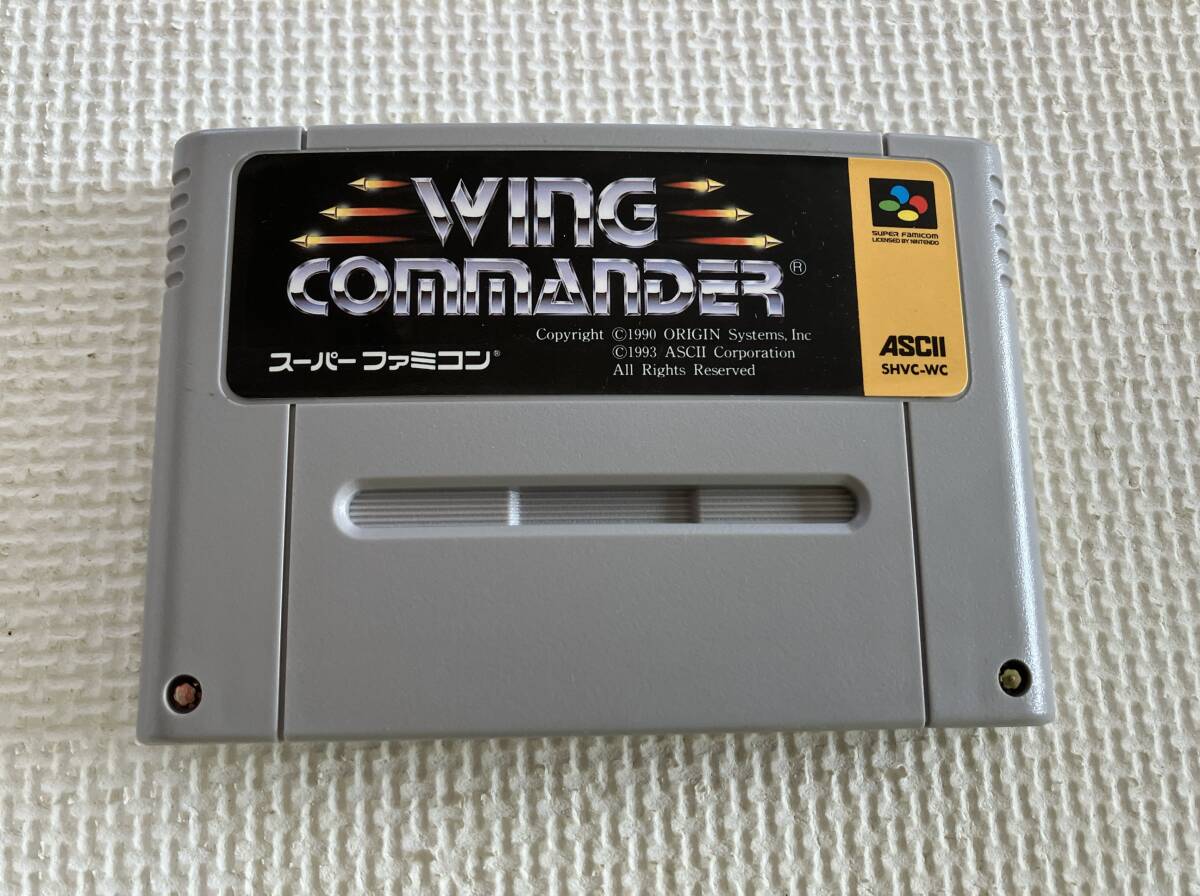 WING
COMMANDER®
Copyright ©1990 ORIGIN Systems, Inc
©1993 ASCII Corporation
All Rights Reserved
スーパーファミコン®
SUPER FAMICOM
LICENSED BY NINTENDO
ASCII
SHVC-WC